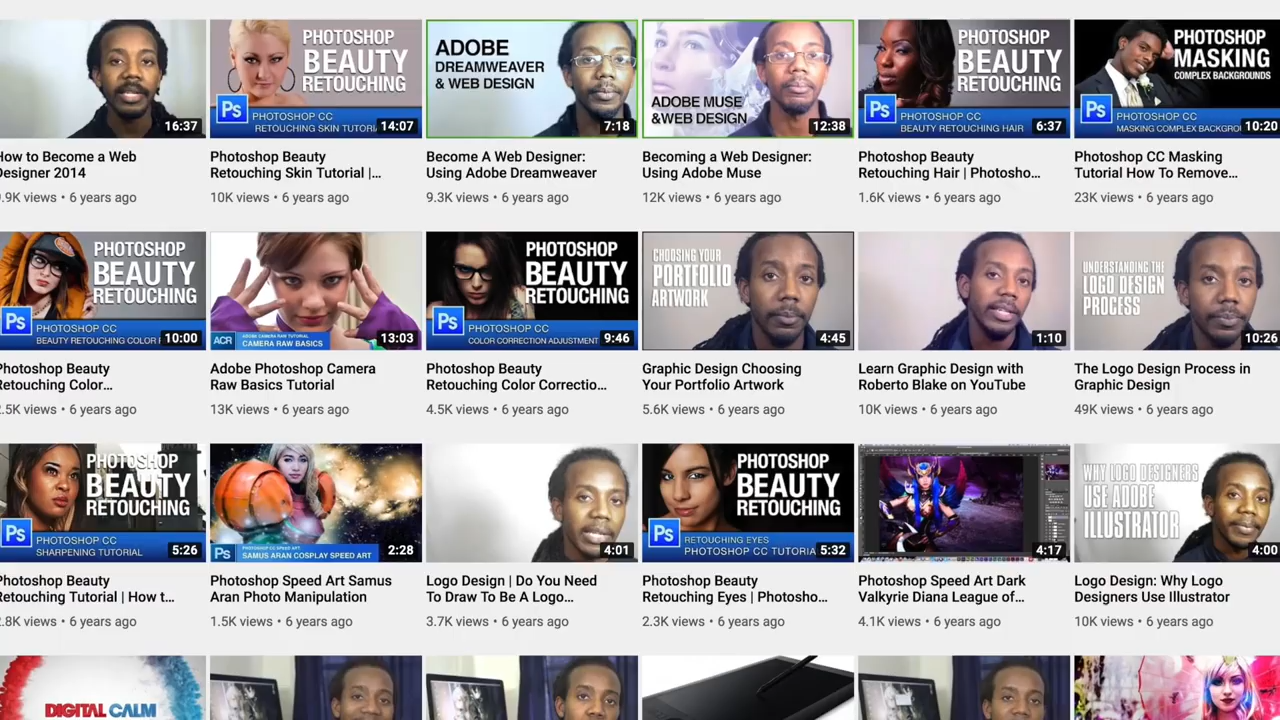 16:37
PHOTOSHOP
BEAUTY
RETOUCHING
Ps
PHOTOSHOP CC
RETOUCHING SKIN
14:07
ADOBE
DREAMWEAVER
& WEB DESIGN
7:18
ADOBE MUSE
&WEB DESIGN
12:38
PHOTOSHOP
BEAUTY
RETOUCHING
Ps
PHOTOSHOP CC
BEAUTY RETOUCHING HAIR
6:37
PHOTOSHOP
MASKING
COMPLEX BACKGROUNDS
Ps
PHOTOSHOP CC
MASKING COMPLEX
10:20
How to Become a Web
Designer 2014
9.9K views • 6 years ago
Photoshop Beauty
Retouching Skin Tutorial |...
10K views • 6 years ago
Become A Web Designer:
Using Adobe Dreamweaver
9.3K views • 6 years ago
Becoming a Web Designer:
Using Adobe Muse
12K views • 6 years ago
Photoshop Beauty
Retouching Hair | Photosho...
1.6K views • 6 years ago
Photoshop CC Masking
Tutorial How To Remove...
23K views • 6 years ago
PHOTOSHOP
BEAUTY
RETOUCHING
Ps
PHOTOSHOP CC
BEAUTY RETOUCHING COLOR
10:00
ACR
ADOBE CAMERA RAW TUTORIAL
CAMERA RAW BASICS
13:03
PHOTOSHOP
BEAUTY
RETOUCHING
Ps
PHOTOSHOP CC
COLOR CORRECTION ADJUSTMENT
9:46
CHOOSING YOUR
PORTFOLIO
ARTWORK
4:45
1:10
UNDERSTANDING THE
LOGO DESIGN
PROCESS
10:26
Photoshop Beauty
Retouching Color...
.5K views • 6 years ago
Adobe Photoshop Camera
Raw Basics Tutorial
13K views • 6 years ago
Photoshop Beauty
Retouching Color Correctio...
4.5K views • 6 years ago
Graphic Design Choosing
Your Portfolio Artwork
5.6K views • 6 years ago
Learn Graphic Design with
Roberto Blake on YouTube
10K views • 6 years ago
The Logo Design Process in
Graphic Design
49K views • 6 years ago
PHOTOSHOP
BEAUTY
RETOUCHING
Ps
PHOTOSHOP CC
SHARPENING TUTORIAL
5:26
Ps
PHOTOSHOP CC SPEED ART
SAMUS ARAN COSPLAY SPEED ART
2:28
4:01
PHOTOSHOP
BEAUTY
RETOUCHING
Ps
RETOUCHING EYES
PHOTOSHOP CC
5:32
4:17
WHY LOGO DESIGNERS
USE ADOBE
ILLUSTRATOR
4:00
Photoshop Beauty
Retouching Tutorial | How t...
.8K views • 6 years ago
Photoshop Speed Art Samus
Aran Photo Manipulation
1.5K views • 6 years ago
Logo Design | Do You Need
To Draw To Be A Logo...
3.7K views • 6 years ago
Photoshop Beauty
Retouching Eyes | Photosho...
2.3K views • 6 years ago
Photoshop Speed Art Dark
Valkyrie Diana League of...
4.1K views • 6 years ago
Logo Design: Why Logo
Designers Use Illustrator
10K views • 6 years ago
DIGITAL CALM